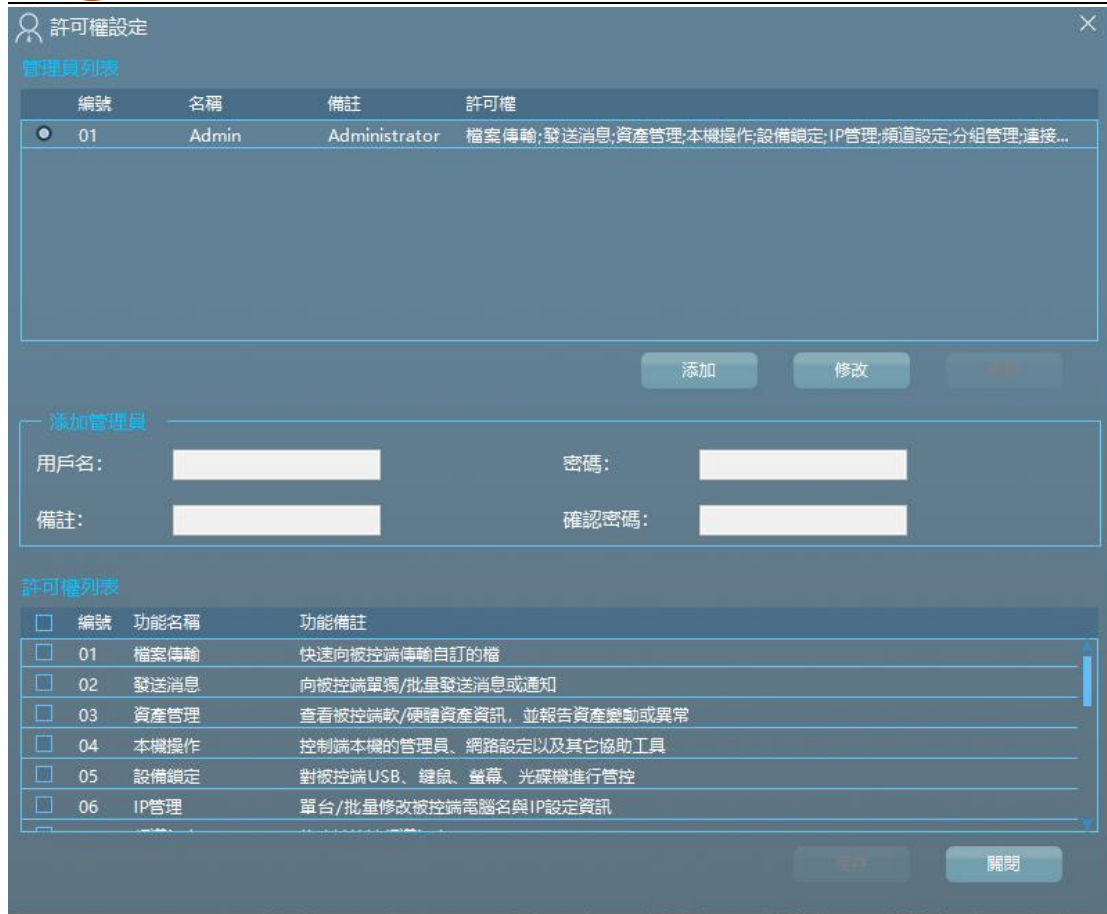 許可權設定
管理員列表
編號 名稱 備註 許可權
01 Admin Administrator 檔案傳輸;發送消息;資產管理;本機操作;設備鎖定;IP管理;頻道設定;分組管理;連接...
添加 修改
添加管理員
用戶名: 密碼:
備註: 確認密碼:
許可權列表
編號 功能名稱 功能備註
01 檔案傳輸 快速向被控端傳輸自訂的檔
02 發送消息 向被控端單獨/批量發送消息或通知
03 資產管理 查看被控端軟/硬體資產資訊，並報告資產變動或異常
04 本機操作 控制端本機的管理員、網路設定以及其它協助工具
05 設備鎖定 對被控端USB、鍵鼠、螢幕、光碟機進行管控
06 IP管理 單台/批量修改被控端電腦名與IP設定資訊
關閉